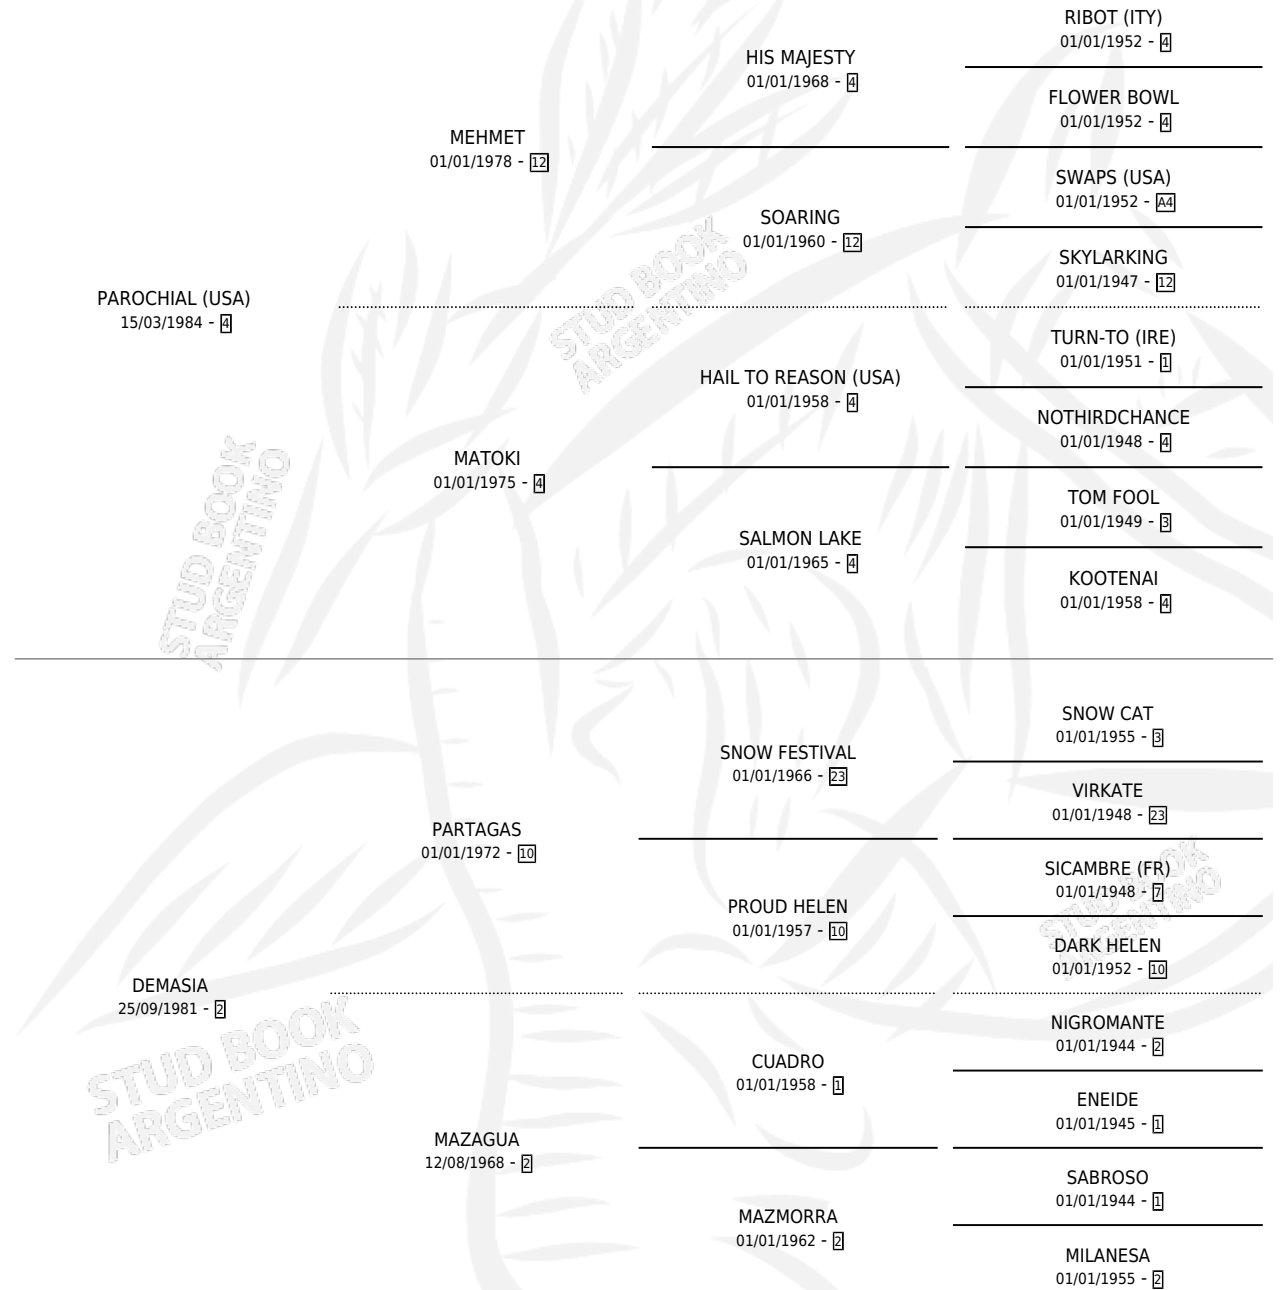 RIBOT (ITY)
01/01/1952 - 4
HIS MAJESTY
01/01/1968 - 4
FLOWER BOWL
01/01/1952 - 4
MEHMET
01/01/1978 - 12
SWAPS (USA)
01/01/1952 - A4
SOARING
01/01/1960 - 12
SKYLARKING
01/01/1947 - 12
PAROCHIAL (USA)
15/03/1984 - 4
STUD BOOK
ARGENTINO
TURN-TO (IRE)
01/01/1951 - 1
HAIL TO REASON (USA)
01/01/1958 - 4
NOTHIRDCHANCE
01/01/1948 - 4
MATOKI
01/01/1975 - 4
TOM FOOL
01/01/1949 - 3
SALMON LAKE
01/01/1965 - 4
KOOTENAI
01/01/1958 - 4
STUD BOOK
ARGENTINO
SNOW CAT
01/01/1955 - 3
SNOW FESTIVAL
01/01/1966 - 23
VIRKATE
01/01/1948 - 23
PARTAGAS
01/01/1972 - 10
SICAMBRE (FR)
01/01/1948 - 7
PROUD HELEN
01/01/1957 - 10
STUD BOOK
ARGENTINO
DARK HELEN
01/01/1952 - 10
DEMASIA
25/09/1981 - 2
NIGROMANTE
01/01/1944 - 2
STUD BOOK
ARGENTINO
CUADRO
01/01/1958 - 1
ENEIDE
01/01/1945 - 1
MAZAGUA
12/08/1968 - 2
SABROSO
01/01/1944 - 1
MAZMORRA
01/01/1962 - 2
MILANESA
01/01/1955 - 2